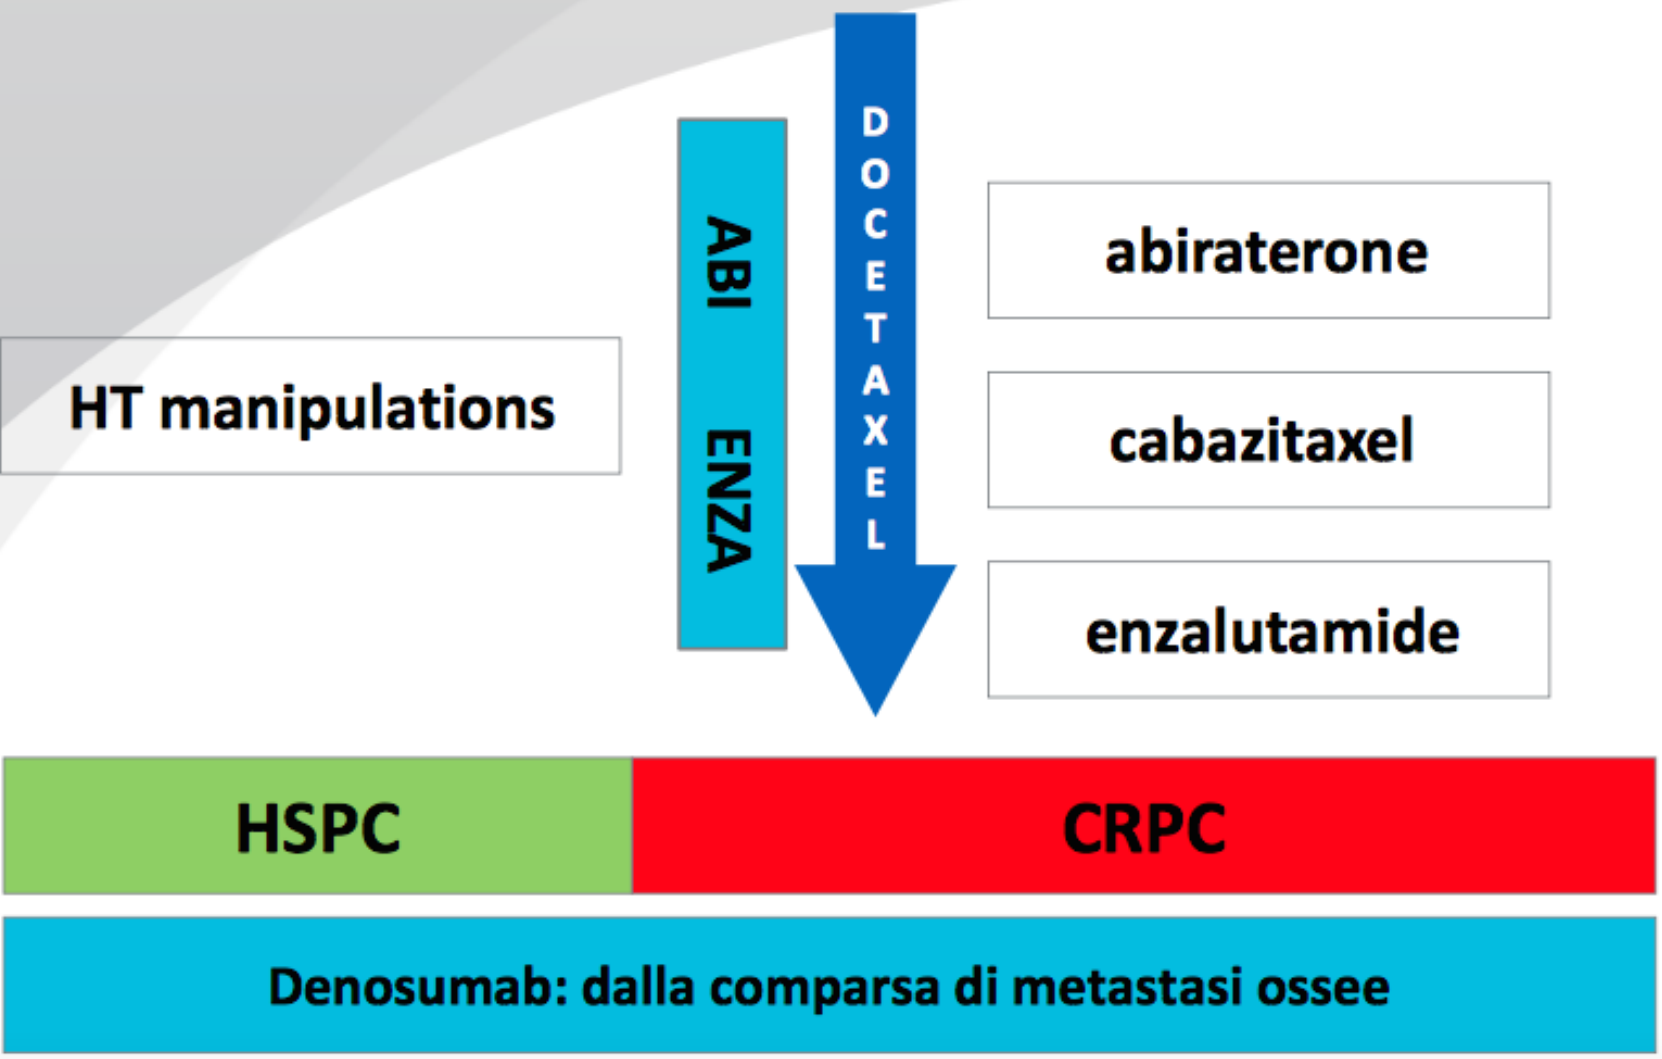 HT manipulations
ABI ENZA
DOCETAXEL
abiraterone
cabazitaxel
enzalutamide
HSPC
CRPC
Denosumab: dalla comparsa di metastasi ossee